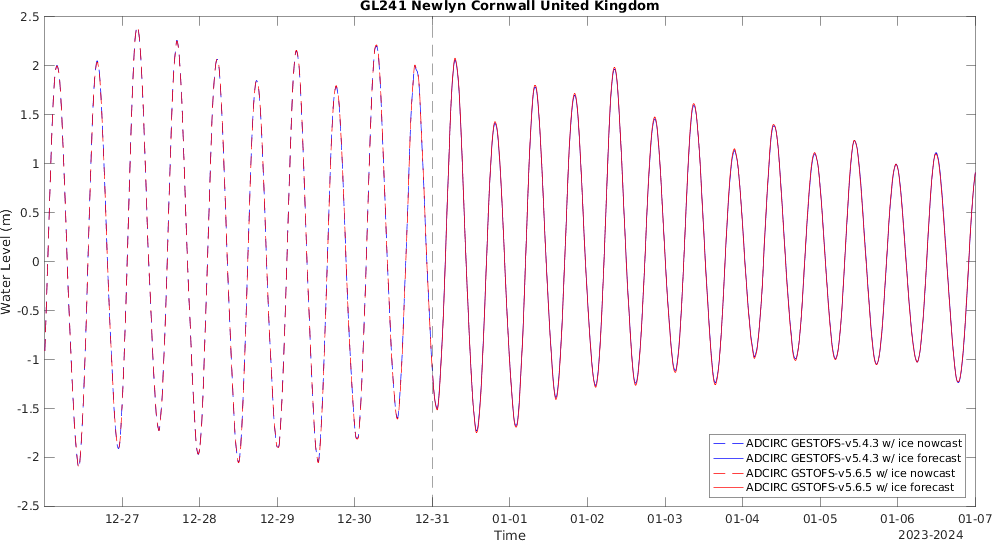 GL241 Newlyn Cornwall United Kingdom
2.5
2
1.5
1
0.5
0
-0.5
-1
-1.5
-2
-2.5
Water Level (m)
ADCIRC GESTOFS-v5.4.3 w/ ice nowcast
ADCIRC GESTOFS-v5.4.3 w/ ice forecast
ADCIRC GSTOFS-v5.6.5 w/ ice nowcast
ADCIRC GSTOFS-v5.6.5 w/ ice forecast
12-27 12-28 12-29 12-30 12-31 01-01 01-02 01-03 01-04 01-05 01-06 01-07
Time
2023-2024